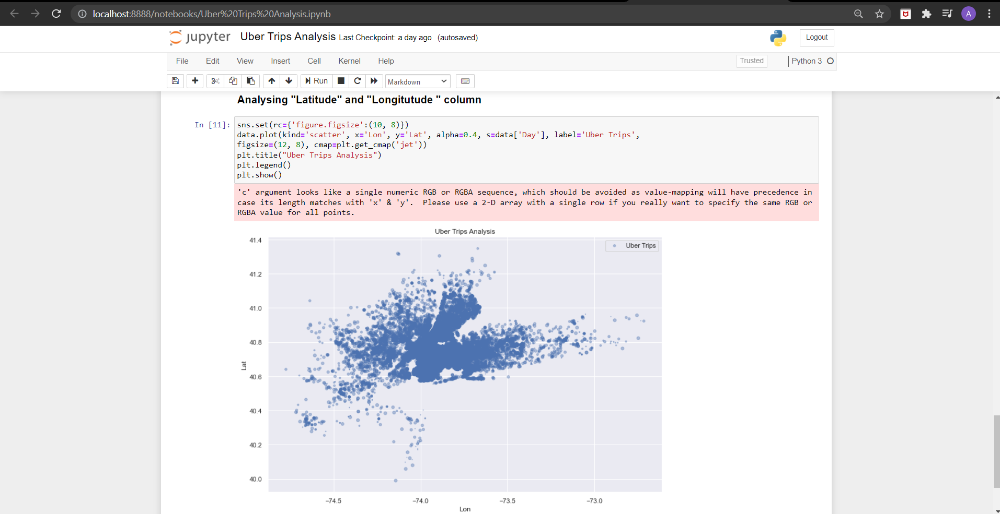 localhost:8888/notebooks/Uber%20Trips%20Analysis.ipynb
A
jupyter Uber Trips Analysis Last Checkpoint: a day ago (autosaved)
Logout
File Edit View Insert Cell Kernel Help
Trusted
Python 3
Run
Markdown
Analysing "Latitude" and "Longitutude " column
In [11]:
sns.set(rc={'figure.figsize':(10, 8)})
data.plot(kind='scatter', x='Lon', y='Lat', alpha=0.4, s=data['Day'], label='Uber Trips',
figsize=(12, 8), cmap=plt.get_cmap('jet'))
plt.title("Uber Trips Analysis")
plt.legend()
plt.show()
'c' argument looks like a single numeric RGB or RGBA sequence, which should be avoided as value-mapping will have precedence in
case its length matches with 'x' & 'y'.  Please use a 2-D array with a single row if you really want to specify the same RGB or
RGBA value for all points.
Uber Trips Analysis
Uber Trips
41.4
41.2
41.0
40.8
40.6
40.4
40.2
40.0
Lat
−74.5 −74.0 −73.5 −73.0
Lon